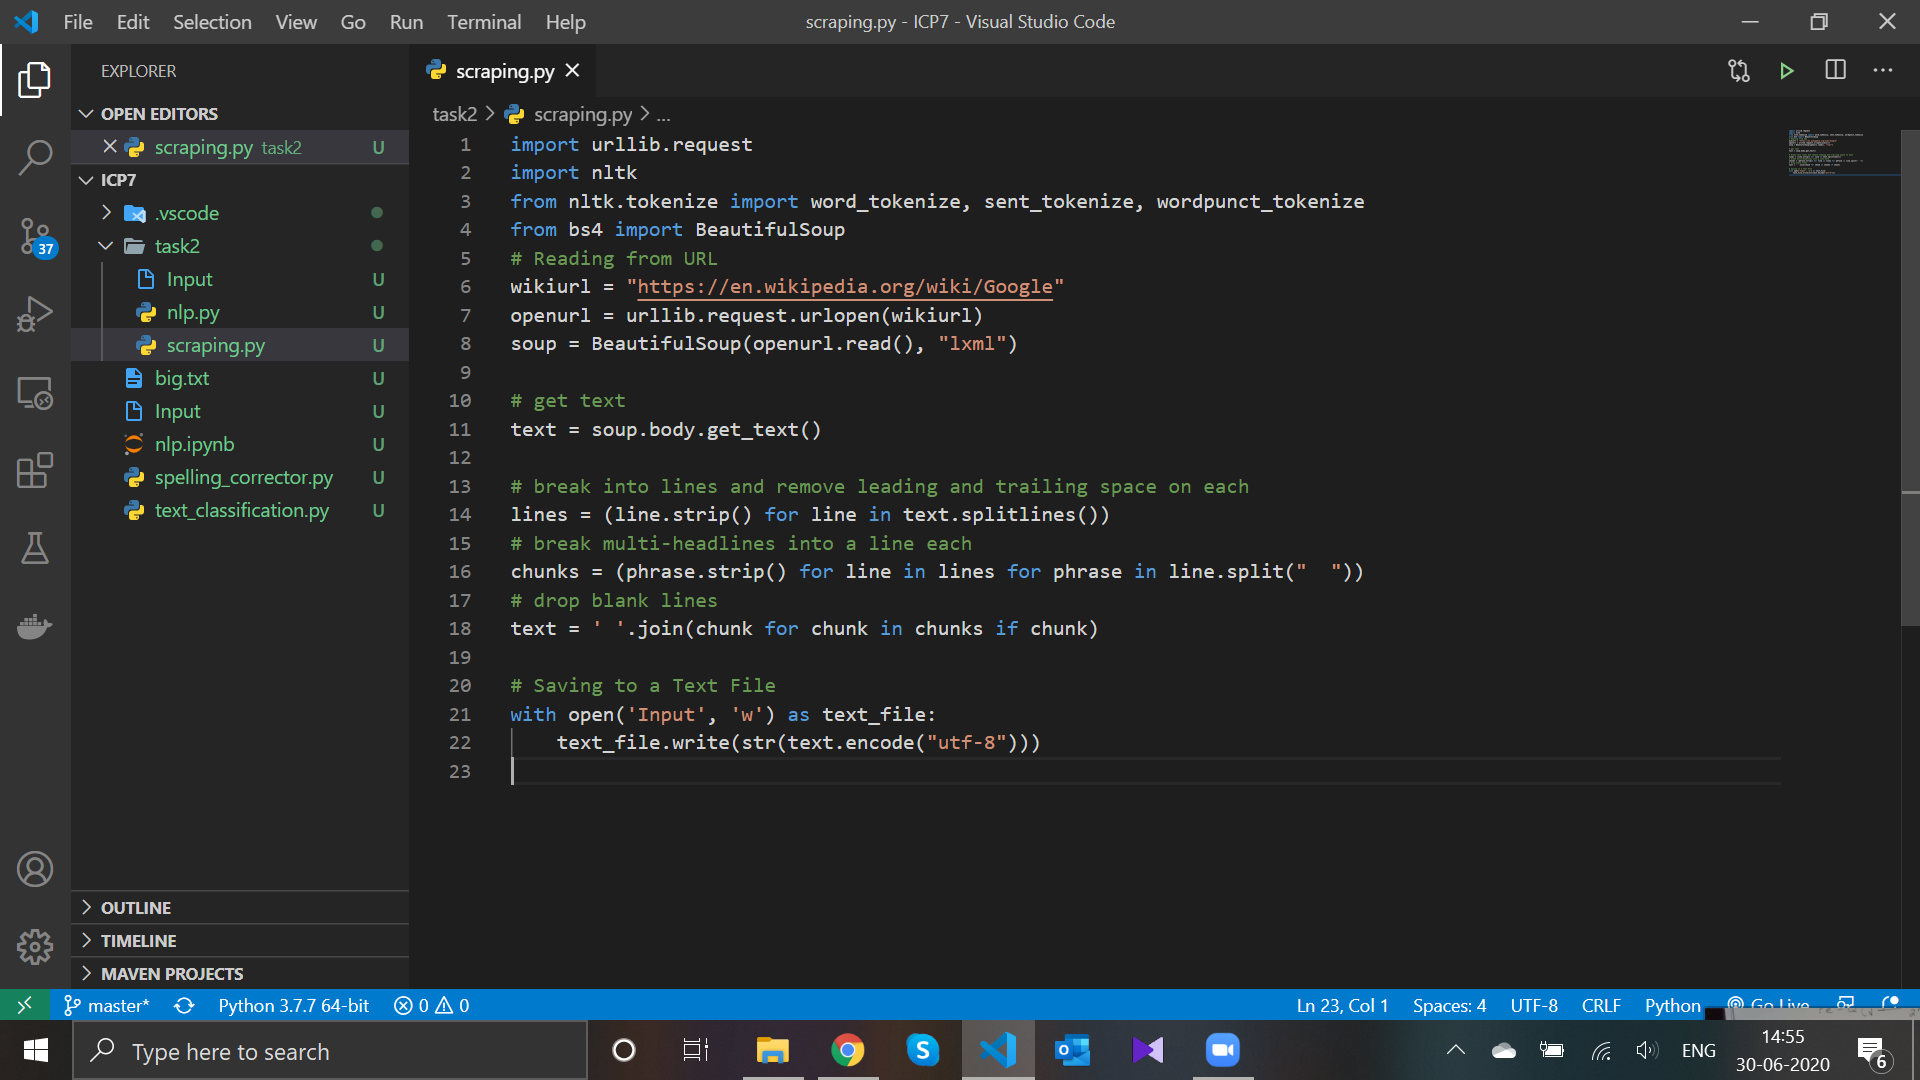 File Edit Selection View Go Run Terminal Help
scraping.py - ICP7 - Visual Studio Code
EXPLORER
OPEN EDITORS
scraping.py task2 U
ICP7
.vscode
task2
Input U
nlp.py U
scraping.py U
big.txt U
Input U
nlp.ipynb U
spelling_corrector.py U
text_classification.py U
37
OUTLINE
TIMELINE
MAVEN PROJECTS
scraping.py
task2 > scraping.py > ...
1 import urllib.request
2 import nltk
3 from nltk.tokenize import word_tokenize, sent_tokenize, wordpunct_tokenize
4 from bs4 import BeautifulSoup
5 # Reading from URL
6 wikiurl = "https://en.wikipedia.org/wiki/Google"
7 openurl = urllib.request.urlopen(wikiurl)
8 soup = BeautifulSoup(openurl.read(), "lxml")
9
10 # get text
11 text = soup.body.get_text()
12
13 # break into lines and remove leading and trailing space on each
14 lines = (line.strip() for line in text.splitlines())
15 # break multi-headlines into a line each
16 chunks = (phrase.strip() for line in lines for phrase in line.split("  "))
17 # drop blank lines
18 text = ' '.join(chunk for chunk in chunks if chunk)
19
20 # Saving to a Text File
21 with open('Input', 'w') as text_file:
22     text_file.write(str(text.encode("utf-8")))
23
master* Python 3.7.7 64-bit 0 0
Ln 23, Col 1 Spaces: 4 UTF-8 CRLF Python Go Live
Type here to search
ENG
14:55
30-06-2020
6